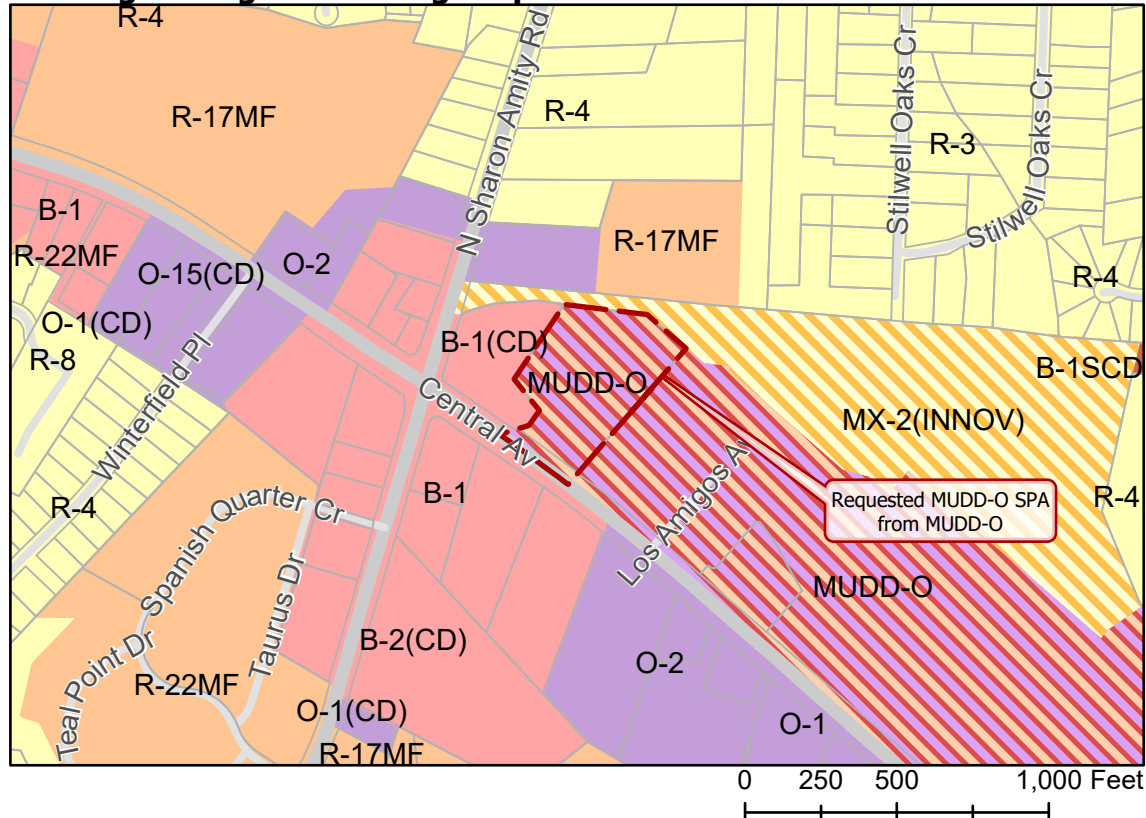 R-4
R-17MF
N Sharon Amity Rd
R-4
Stilwell Oaks Cr
Stilwell Oaks Cr
R-3
B-1
R-22MF
O-15(CD)
O-2
R-17MF
Stilwell Oaks Cr
R-4
O-1(CD)
R-8
Winterfield Pl
B-1(CD)
MUDD-O
B-1SCD
Central Av
MX-2(INNOV)
R-4
B-1
Los Amigos Av
R-4
Requested MUDD-O SPA
from MUDD-O
Spanish Quarter Cr
Taurus Dr
MUDD-O
Teal Point Dr
R-22MF
B-2(CD)
O-2
O-1(CD)
O-1
R-17MF
0 250 500 1,000 Feet